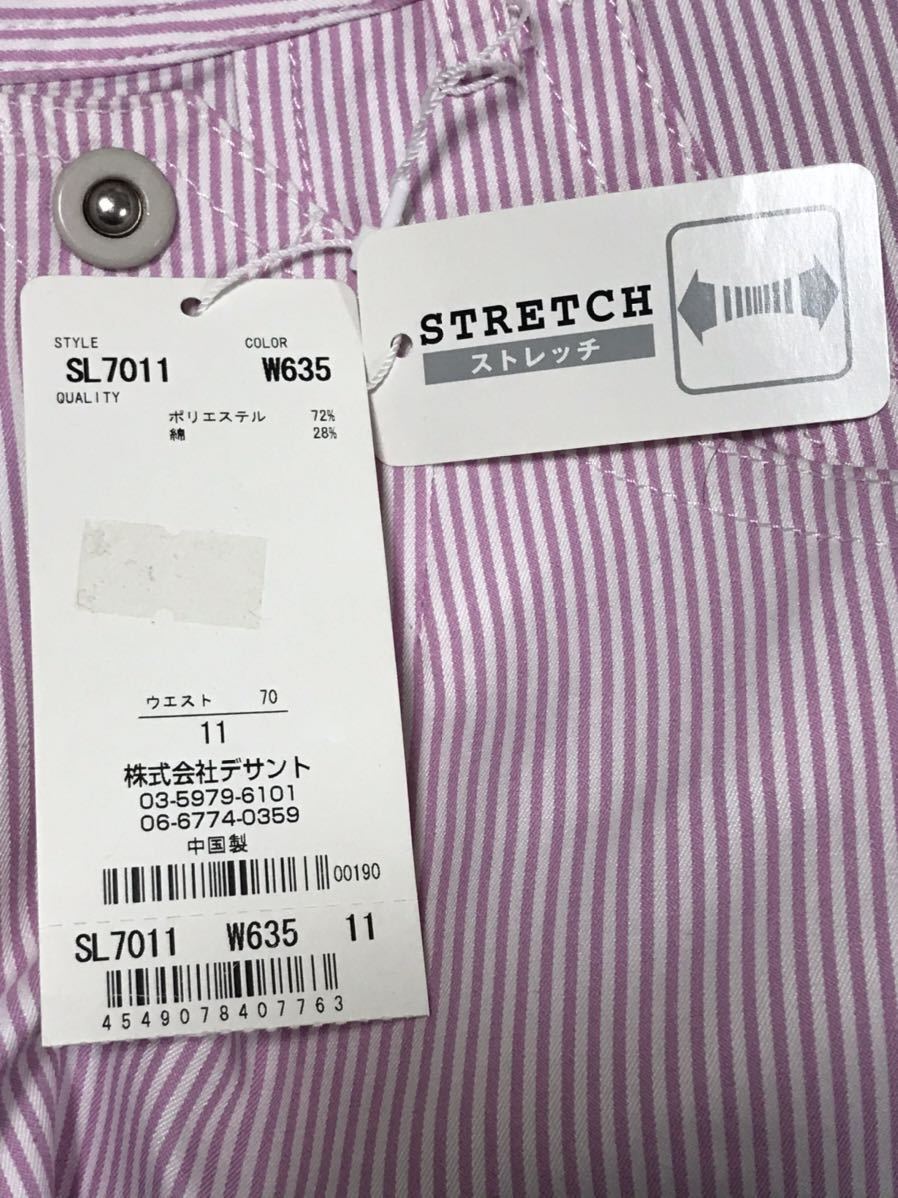 STYLE COLOR
SL7011 W635
QUALITY
ポリエステル 72%
綿 28%
ウエスト 70
11
株式会社デサント
03-5979-6101
06-6774-0359
中国製
00190
SL7011 W635 11
4549078407763
STRETCH
ストレッチ